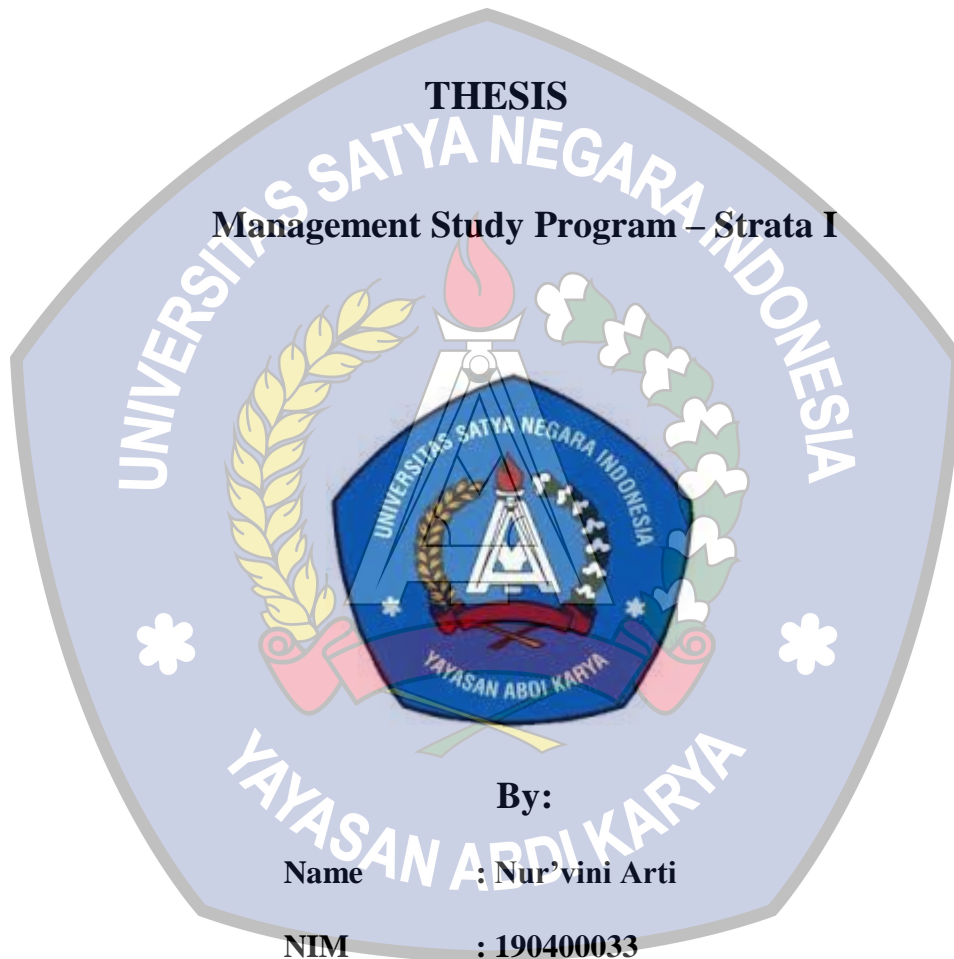 THESIS
UNIVERSITAS SATYA NEGARA INDONESIA
Management Study Program – Strata I
UNIVERSITAS SATYA NEGARA INDONESIA
YAYASAN ABDI KARYA
YAYASAN ABDI KARYA
By:
Name : Nur’vini Arti
NIM : 190400033